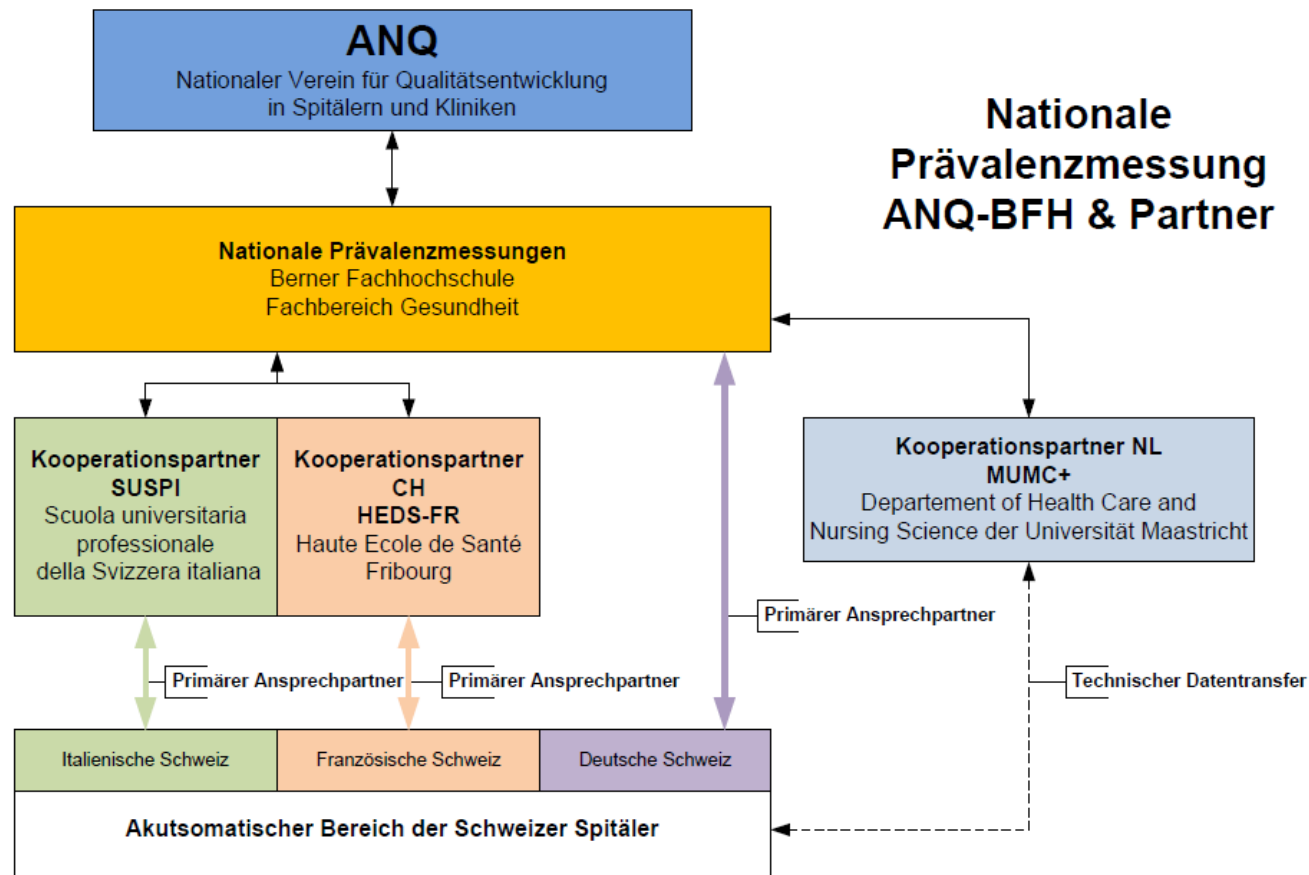 ANQ
Nationaler Verein für Qualitätsentwicklung
in Spitälern und Kliniken
Nationale
Prävalenzmessung
ANQ-BFH & Partner
Nationale Prävalenzmessungen
Berner Fachhochschule
Fachbereich Gesundheit
Kooperationspartner
SUSPI
Scuola universitaria
professionale
della Svizzera italiana
Kooperationspartner
CH
HEDS-FR
Haute Ecole de Santé
Fribourg
Kooperationspartner NL
MUMC+
Departement of Health Care and
Nursing Science der Universität Maastricht
Primärer Ansprechpartner
Primärer Ansprechpartner
Primärer Ansprechpartner
Technischer Datentransfer
Italienische Schweiz
Französische Schweiz
Deutsche Schweiz
Akutsomatischer Bereich der Schweizer Spitäler